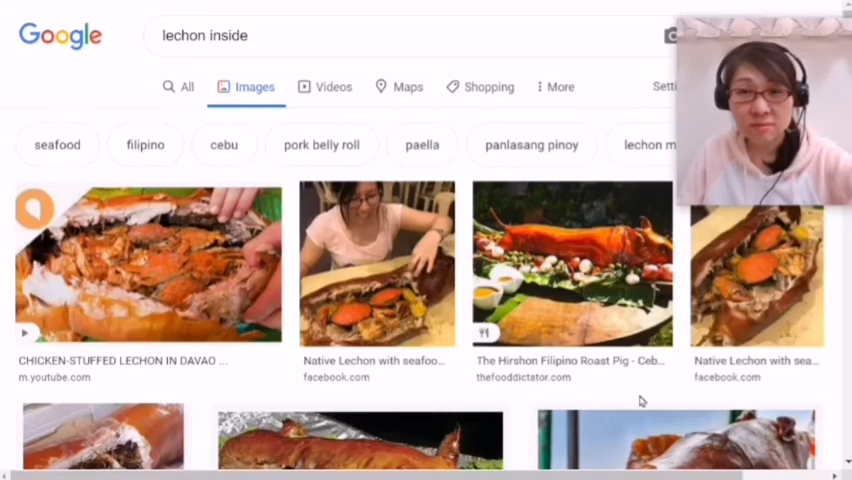 Google
lechon inside
All
Images
Videos
Maps
Shopping
More
seafood
filipino
cebu
pork belly roll
paella
panlasang pinoy
lechon
CHICKEN-STUFFED LECHON IN DAVAO ...
m.youtube.com
Native Lechon with seafoo...
facebook.com
The Hirshon Filipino Roast Pig - Ceb...
thefooddictator.com
Native Lechon with sea...
facebook.com